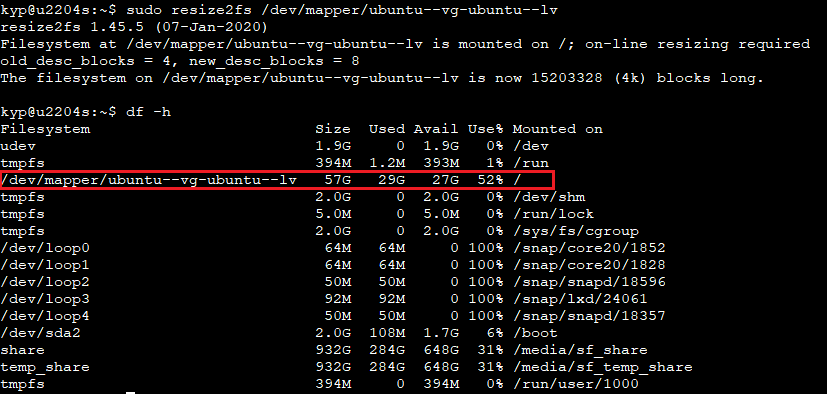 kyp@u2204s:~$ sudo resize2fs /dev/mapper/ubuntu--vg-ubuntu--lv
resize2fs 1.45.5 (07-Jan-2020)
Filesystem at /dev/mapper/ubuntu--vg-ubuntu--lv is mounted on /; on-line resizing required
old_desc_blocks = 4, new_desc_blocks = 8
The filesystem on /dev/mapper/ubuntu--vg-ubuntu--lv is now 15203328 (4k) blocks long.

kyp@u2204s:~$ df -h
Filesystem                         Size  Used Avail Use% Mounted on
udev                               1.9G     0  1.9G   0% /dev
tmpfs                              394M  1.2M  393M   1% /run
/dev/mapper/ubuntu--vg-ubuntu--lv   57G   29G   27G  52% /
tmpfs                              2.0G     0  2.0G   0% /dev/shm
tmpfs                              5.0M     0  5.0M   0% /run/lock
tmpfs                              2.0G     0  2.0G   0% /sys/fs/cgroup
/dev/loop0                          64M   64M     0 100% /snap/core20/1852
/dev/loop1                          64M   64M     0 100% /snap/core20/1828
/dev/loop2                          50M   50M     0 100% /snap/snapd/18596
/dev/loop3                          92M   92M     0 100% /snap/lxd/24061
/dev/loop4                          50M   50M     0 100% /snap/snapd/18357
/dev/sda2                          2.0G  108M  1.7G   6% /boot
share                              932G  284G  648G  31% /media/sf_share
temp_share                         932G  284G  648G  31% /media/sf_temp_share
tmpfs                              394M     0  394M   0% /run/user/1000